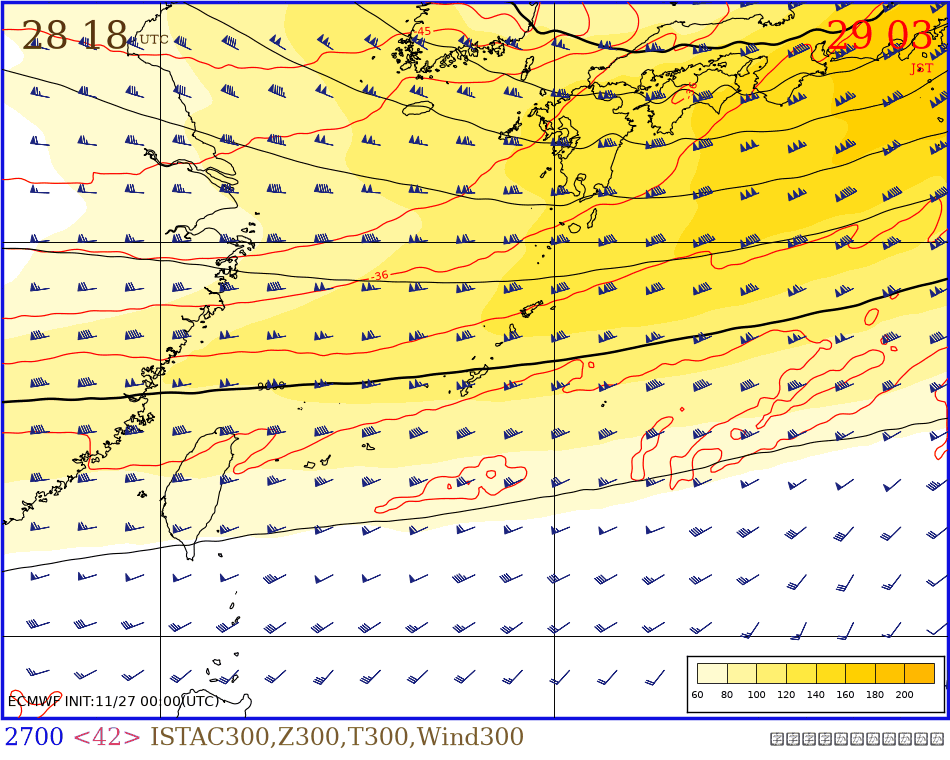 28 18 UTC 29 03
JST
-45
-36
-36
9000
60 80 100 120 140 160 180 200
ECMWF INIT:11/27 00:00(UTC)
2700 <42> ISTAC300,Z300,T300,Wind300